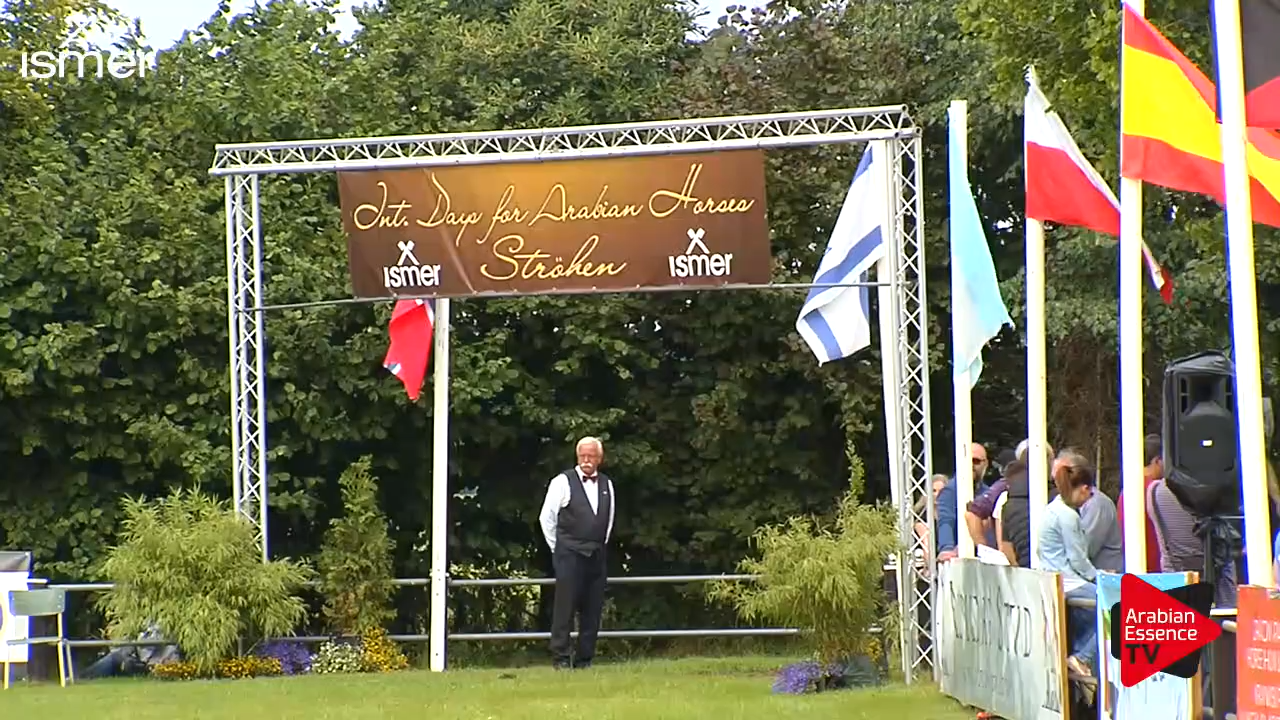 ismer
Int. Days for Arabian Horses
Ströhen
ismer
ismer
Arabian
Essence
TV